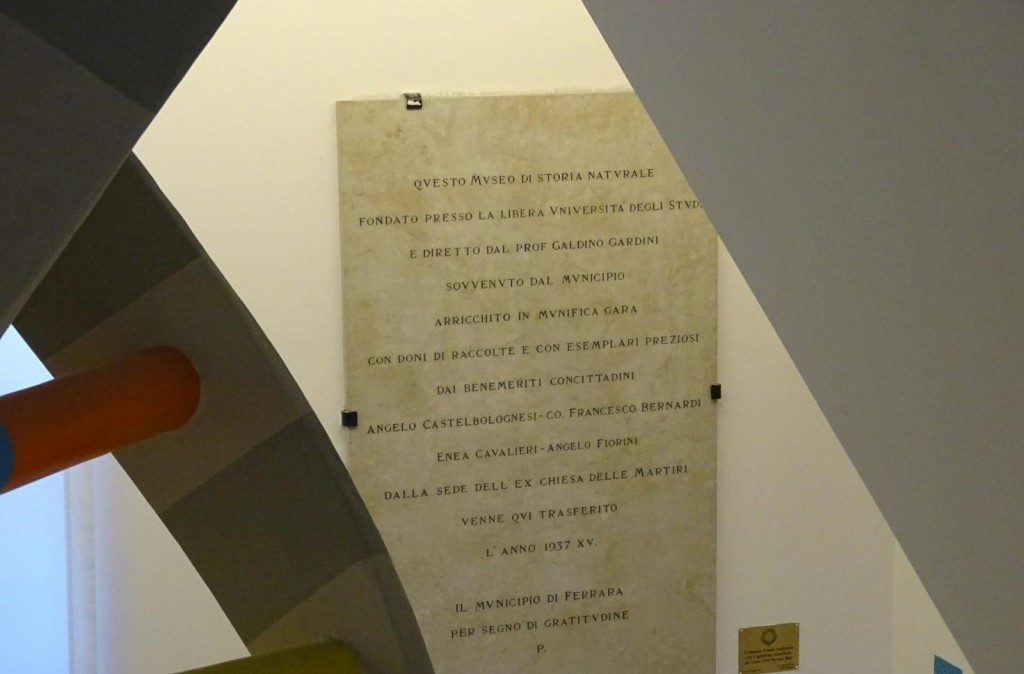 QVESTO MVSEO DI STORIA NATVRALE
FONDATO PRESSO LA LIBERA VNIVERSITA' DEGLI STVD
E DIRETTO DAL PROF GALDINO GARDINI
SOVVENVTO DAL MVNICIPIO
ARRICCHITO IN MVNIFICA GARA
CON DONI DI RACCOLTE E CON ESEMPLARI PREZIOSI
DAI BENEMERITI CONCITTADINI
ANGELO CASTELBOLOGNESI-CO. FRANCESCO BERNARDI
ENEA CAVALIERI-ANGELO FIORINI
DALLA SEDE DELL'EX CHIESA DELLE MARTIRI
VENNE QVI TRASFERITO
L'ANNO 1937 XV.
IL MVNICIPIO DI FERRARA
PER SEGNO DI GRATITVDINE
P.